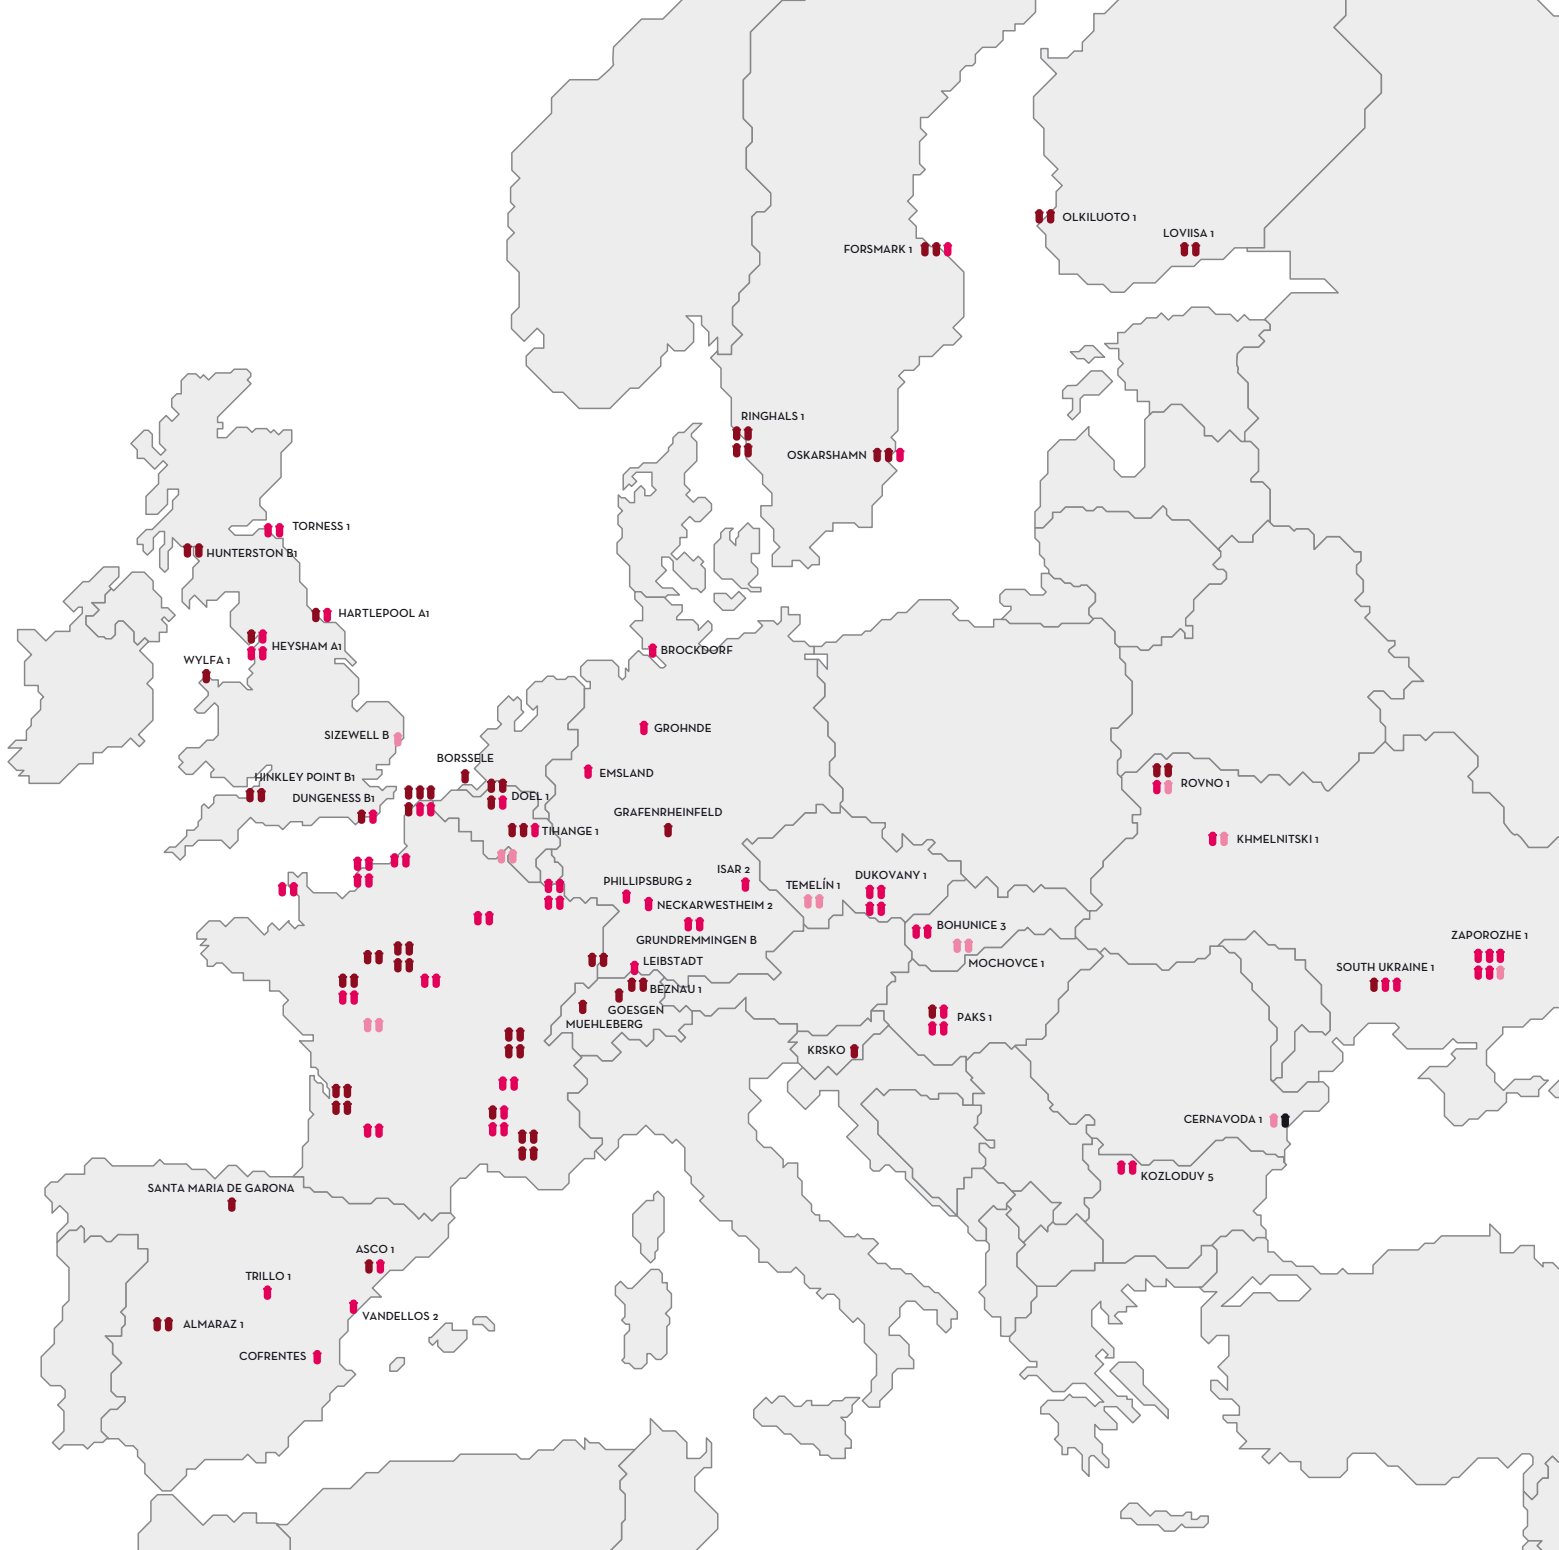 OLKILUOTO 1
LOVIISA 1
FORSMARK 1
RINGHALS 1
OSKARSHAMN
TORNESS 1
HUNTERSTON B1
HARTLEPOOL A1
HEYSHAM A1
WYLFA 1
BROCKDORF
SIZEWELL B
GROHNDE
BORSSELE
EMSLAND
HINKLEY POINT B1
DUNGENESS B1
DOEL 1
ROVNO 1
GRAFENRHEINFELD
TIHANGE 1
KHMELNITSKI 1
ISAR 2
PHILLIPSBURG 2
TEMELÍN 1
DUKOVANY 1
NECKARWESTHEIM 2
GRUNDREMMINGEN B
BOHUNICE 3
ZAPOROZHE 1
LEIBSTADT
MOCHOVCE 1
SOUTH UKRAINE 1
BEZNAU 1
GOESGEN
MUEHLEBERG
PAKS 1
KRSKO
CERNAVODA 1
KOZLODUY 5
SANTA MARIA DE GARONA
ASCO 1
TRILLO 1
VANDELLOS 2
ALMARAZ 1
COFRENTES